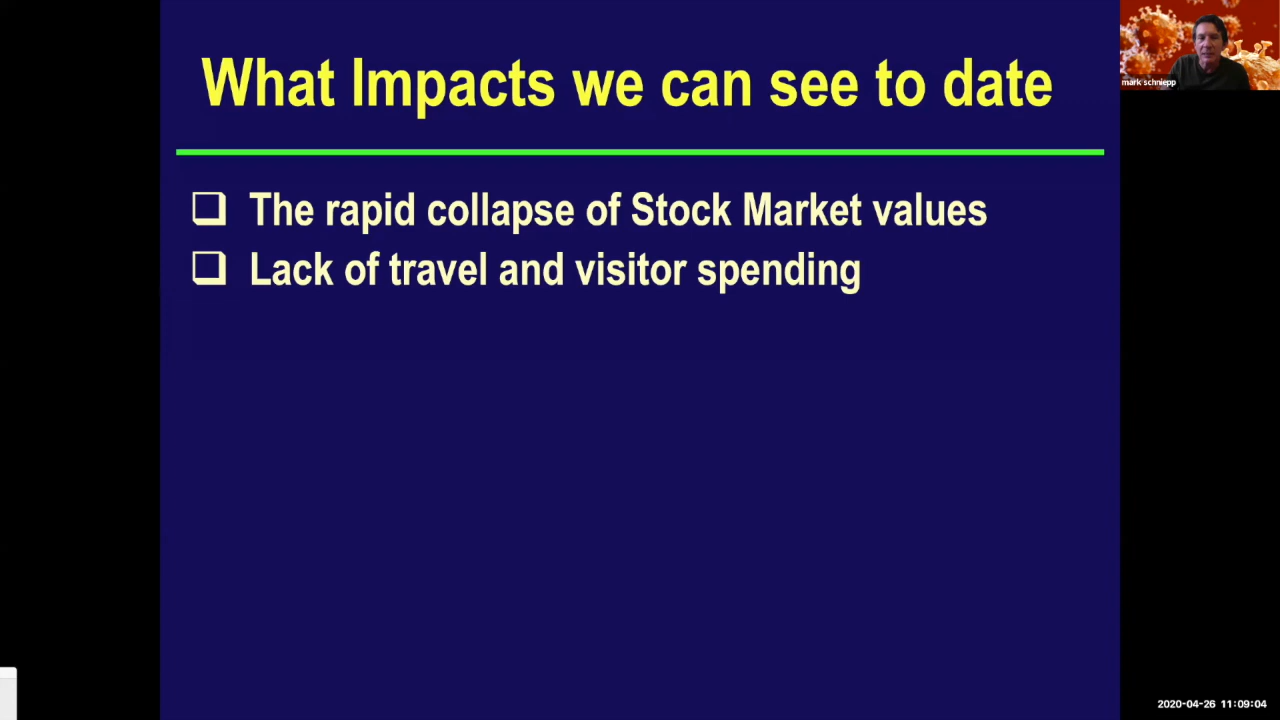 What Impacts we can see to date
mark schniepp
The rapid collapse of Stock Market values
Lack of travel and visitor spending
2020-04-26 11:09:04